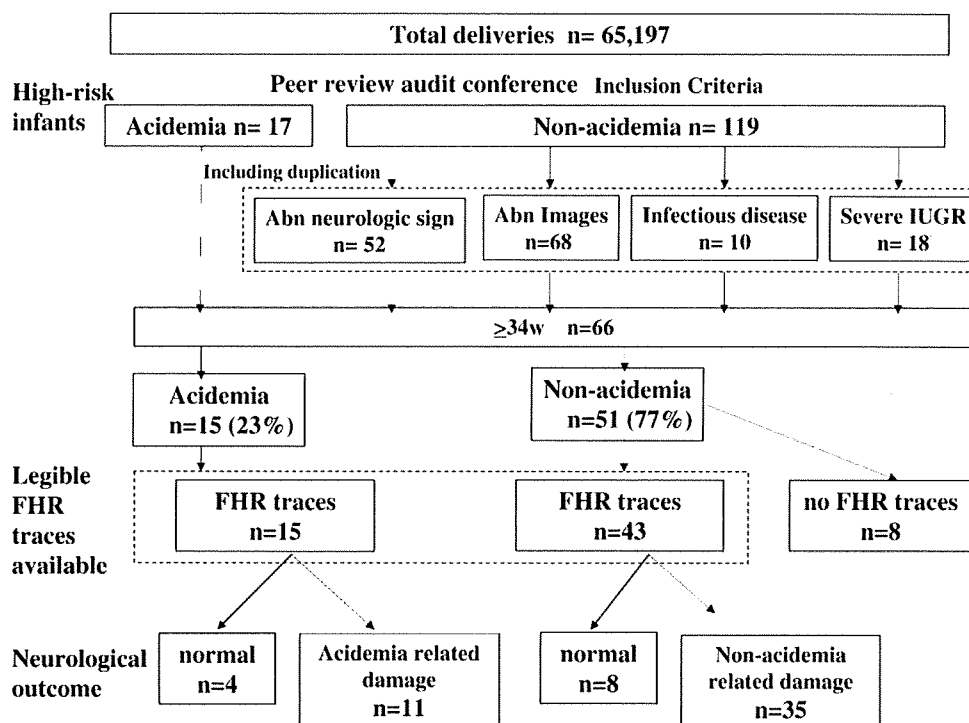 Total deliveries n= 65,197
Peer review audit conference Inclusion Criteria
High-risk
infants
Acidemia n= 17
Non-acidemia n= 119
Including duplication
Abn neurologic sign
n= 52
Abn Images
n=68
Infectious disease
n= 10
Severe IUGR
n= 18
≥34w n=66
Acidemia
n=15 (23%)
Non-acidemia
n=51 (77%)
Legible
FHR
traces
available
FHR traces
n=15
FHR traces
n=43
no FHR traces
n=8
Neurological
outcome
normal
n=4
Acidemia related
damage
n=11
normal
n=8
Non-acidemia
related damage
n=35